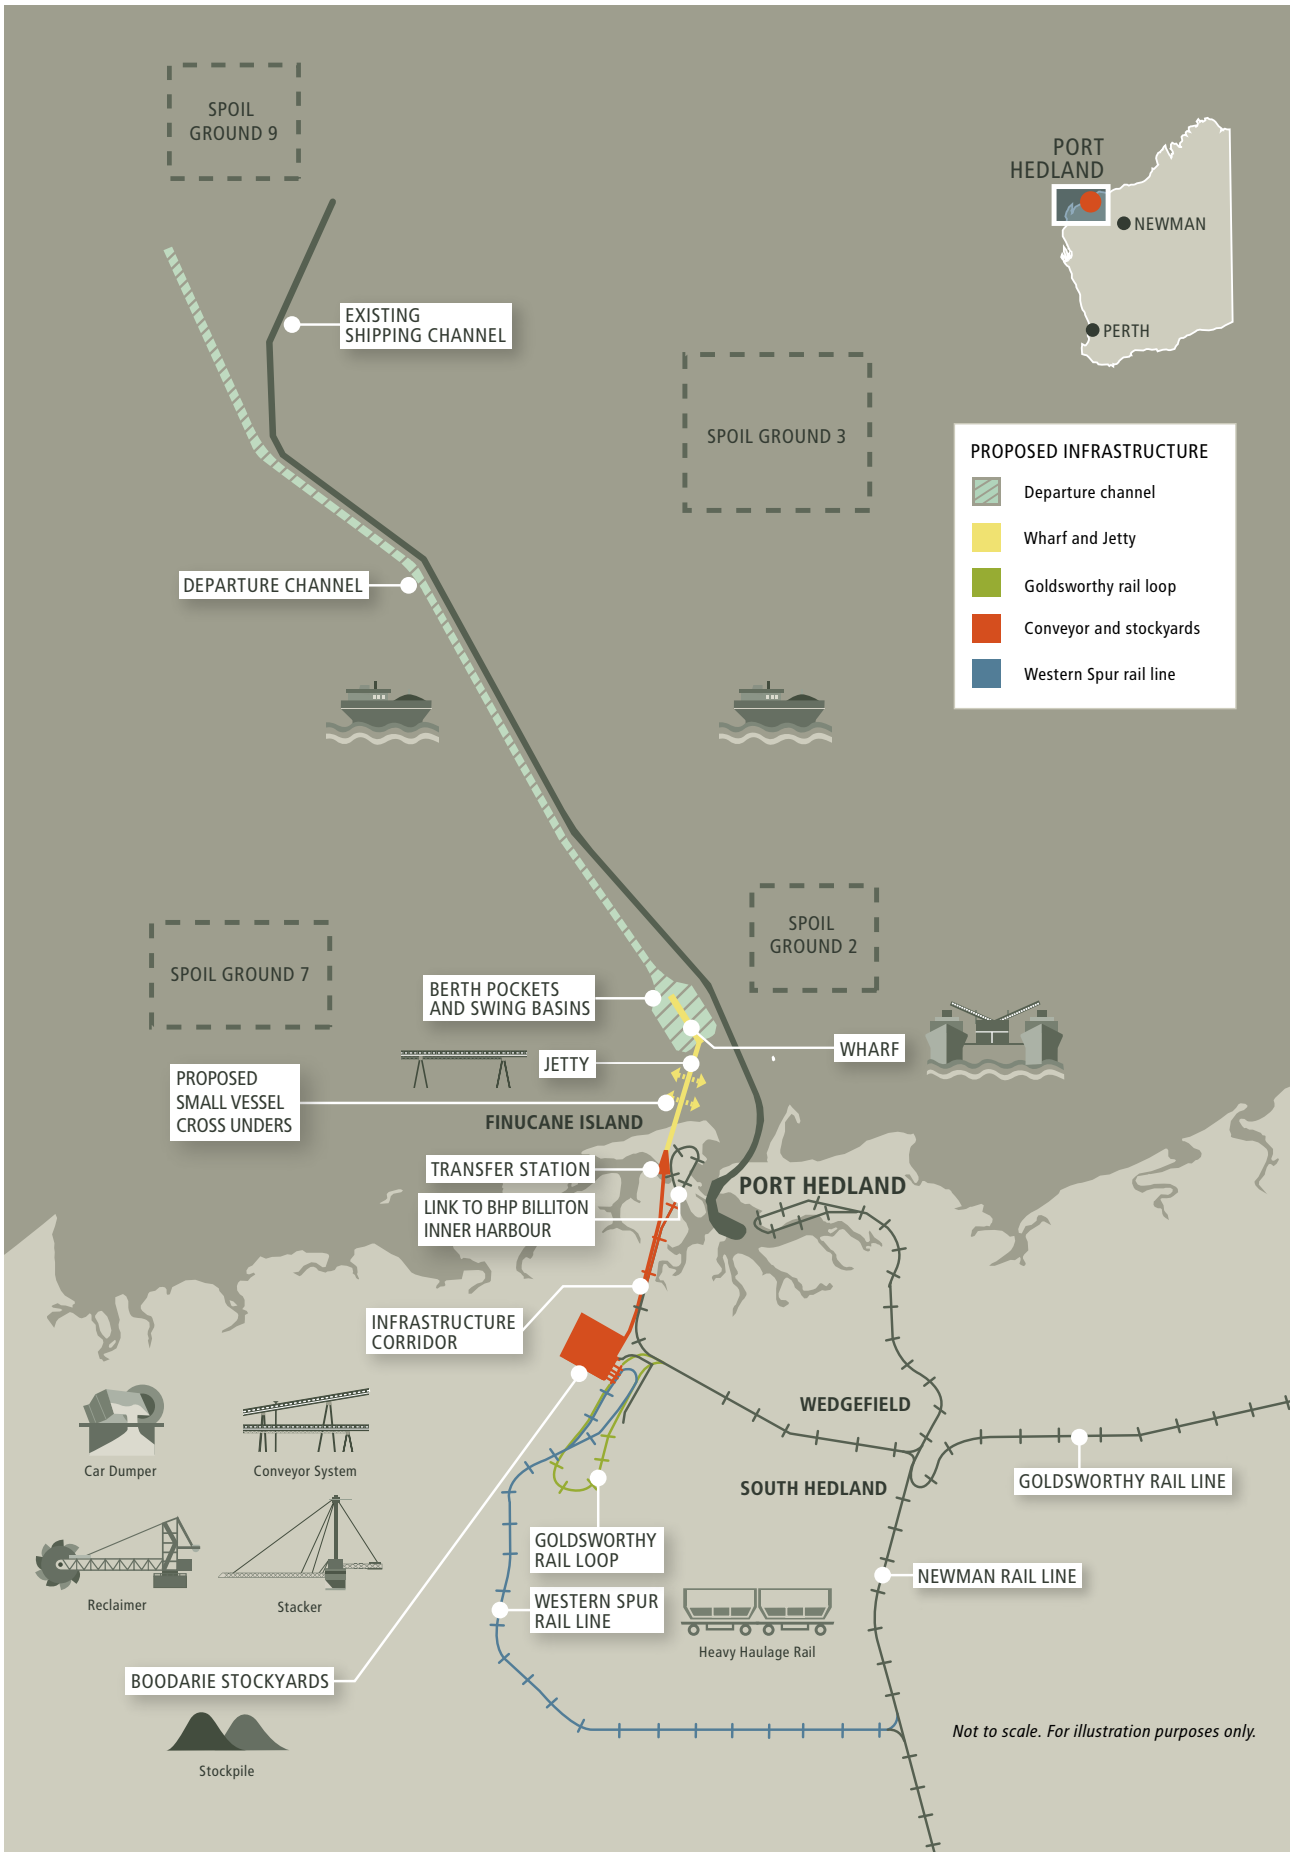 SPOIL
GROUND 9
PORT
HEDLAND
NEWMAN
PERTH
EXISTING
SHIPPING CHANNEL
SPOIL GROUND 3
PROPOSED INFRASTRUCTURE
Departure channel
Wharf and Jetty
Goldsworthy rail loop
Conveyor and stockyards
Western Spur rail line
DEPARTURE CHANNEL
SPOIL
GROUND 2
SPOIL GROUND 7
BERTH POCKETS
AND SWING BASINS
WHARF
JETTY
PROPOSED
SMALL VESSEL
CROSS UNDERS
FINUCANE ISLAND
TRANSFER STATION
PORT HEDLAND
LINK TO BHP BILLITON
INNER HARBOUR
INFRASTRUCTURE
CORRIDOR
WEDGEFIELD
Car Dumper
Conveyor System
GOLDSWORTHY RAIL LINE
SOUTH HEDLAND
GOLDSWORTHY
RAIL LOOP
NEWMAN RAIL LINE
Reclaimer
Stacker
WESTERN SPUR
RAIL LINE
Heavy Haulage Rail
BOODARIE STOCKYARDS
Not to scale. For illustration purposes only.
Stockpile